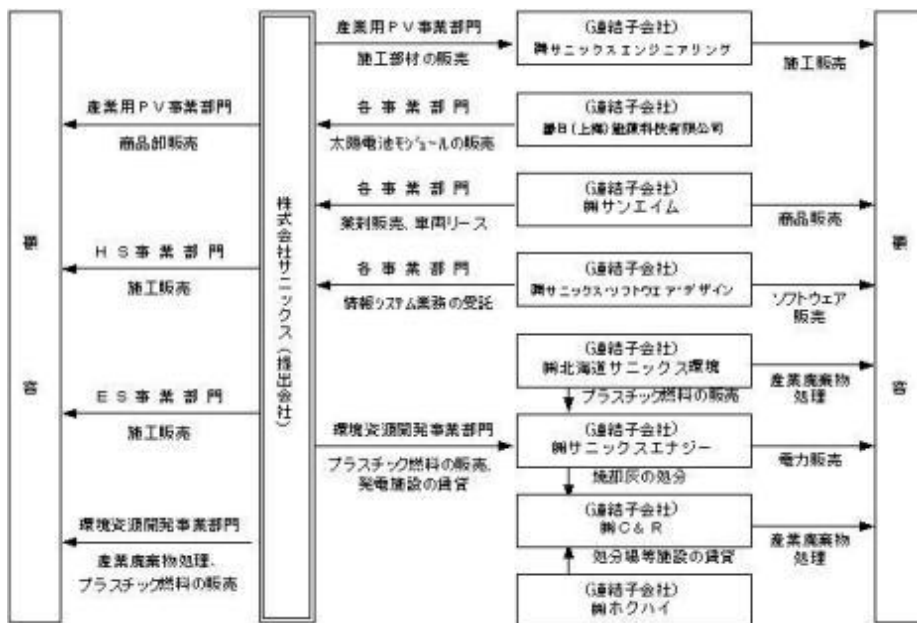 産業用PV事業部門
施工部材の販売
(連結子会社)
㈱サニックスエンジニアリング
施工販売
産業用PV事業部門
商品卸販売
各事業部門
太陽電池モジュールの販売
(連結子会社)
各事業部門
薬剤販売、車両リース
(連結子会社)
㈱サンエイム
商品販売
顧客
HS事業部門
施工販売
株式会社サニックス(提出会社)
各事業部門
情報システム業務の受託
(連結子会社)
㈱サニックス・ソフトウエア・デザイン
ソフトウェア
販売
顧客
(連結子会社)
㈱北海道サニックス環境
産業廃棄物
処理
プラスチック燃料の販売
ES事業部門
施工販売
環境資源開発事業部門
プラスチック燃料の販売、
発電施設の賃貸
(連結子会社)
㈱サニックスエナジー
電力販売
焼却灰の処分
環境資源開発事業部門
産業廃棄物処理、
プラスチック燃料の販売
(連結子会社)
㈱C&R
産業廃棄物
処理
処分場等施設の賃貸
(連結子会社)
㈱ホクハイ